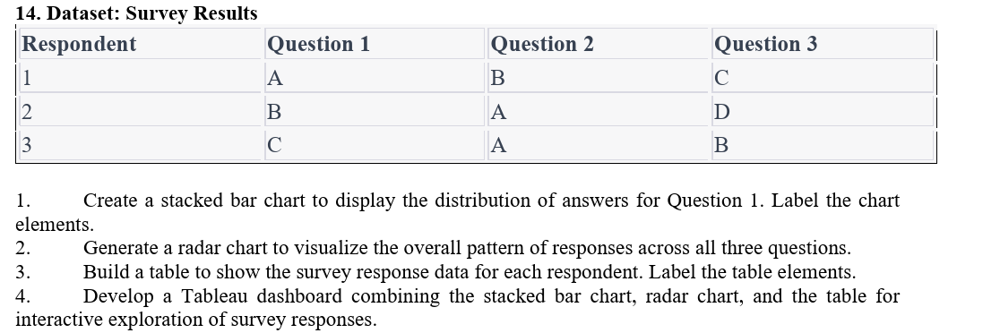 14. Dataset: Survey Results
Respondent Question 1 Question 2 Question 3
1 A B C
2 B A D
3 C A B
1. Create a stacked bar chart to display the distribution of answers for Question 1. Label the chart
elements.
2. Generate a radar chart to visualize the overall pattern of responses across all three questions.
3. Build a table to show the survey response data for each respondent. Label the table elements.
4. Develop a Tableau dashboard combining the stacked bar chart, radar chart, and the table for
interactive exploration of survey responses.